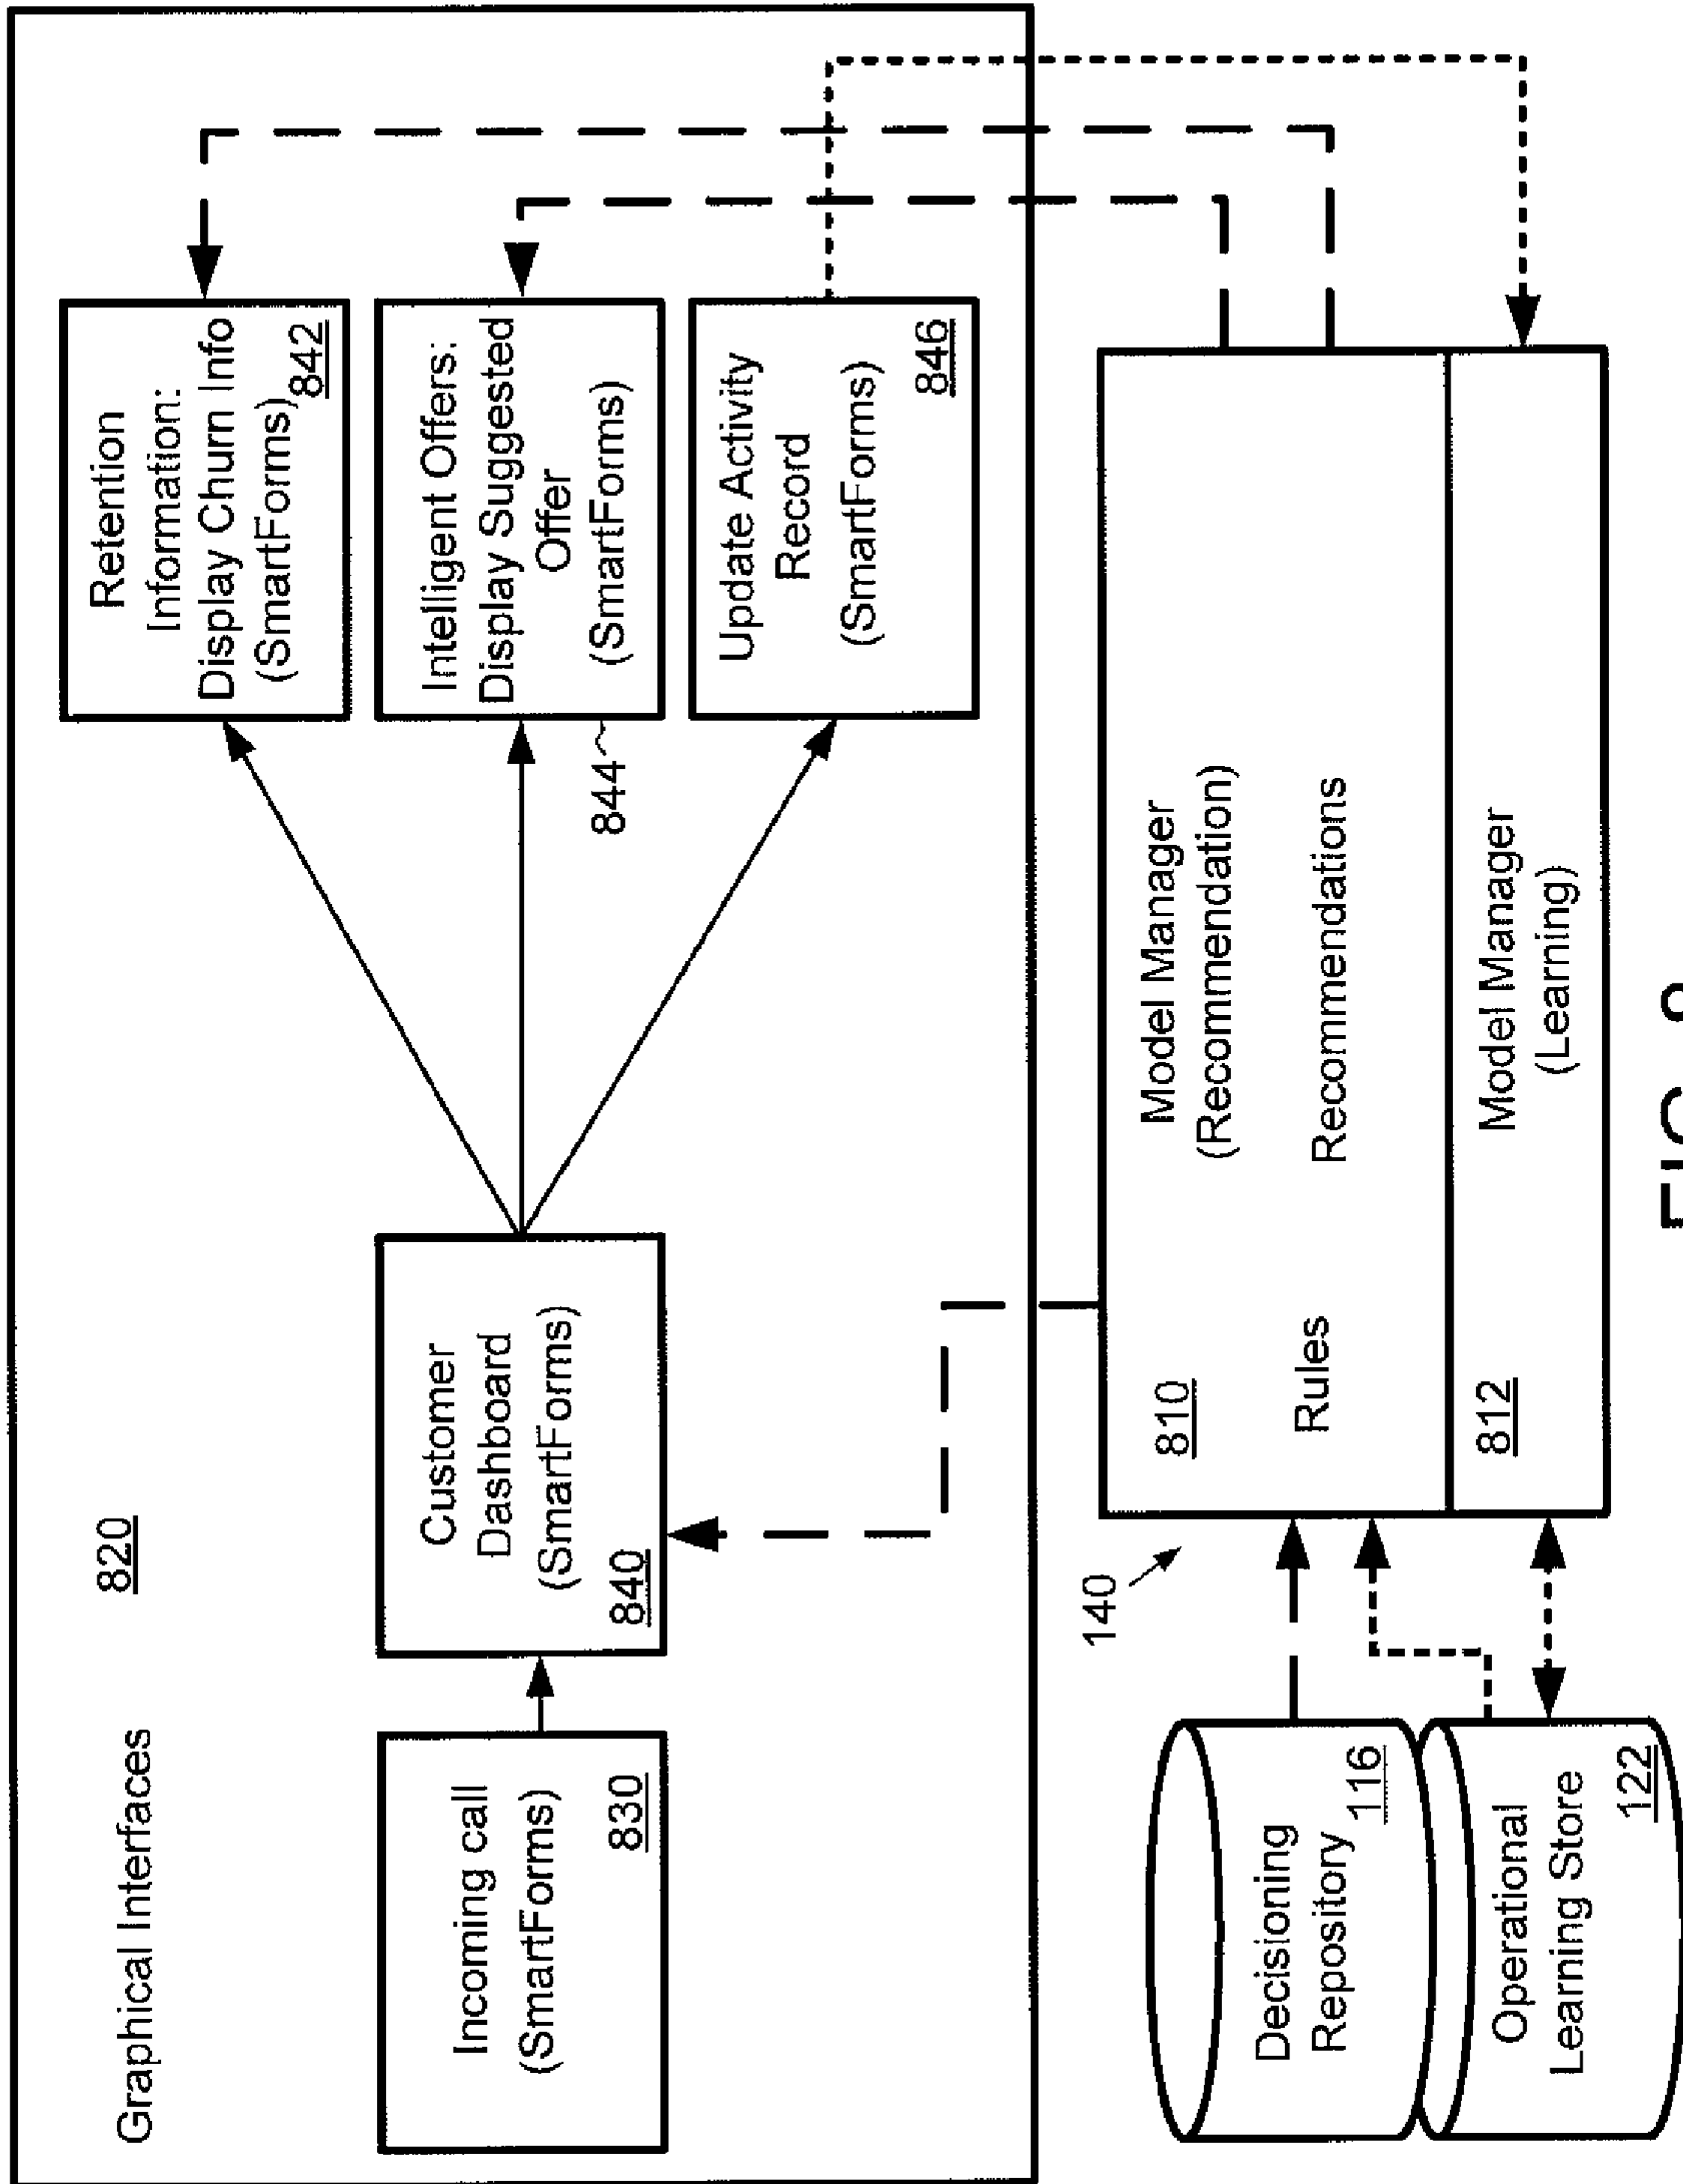 Graphical Interfaces
820
Incoming call
(SmartForms)
830
Customer
Dashboard
(SmartForms)
840
Retention
Information:
Display Churn Info
(SmartForms)
842
Intelligent Offers:
Display Suggested
Offer
(SmartForms)
844
Update Activity
Record
(SmartForms)
846
140
Decisioning
Repository
116
Operational
Learning Store
122
Model Manager
(Recommendation)
810
Rules
Recommendations
Model Manager
(Learning)
812